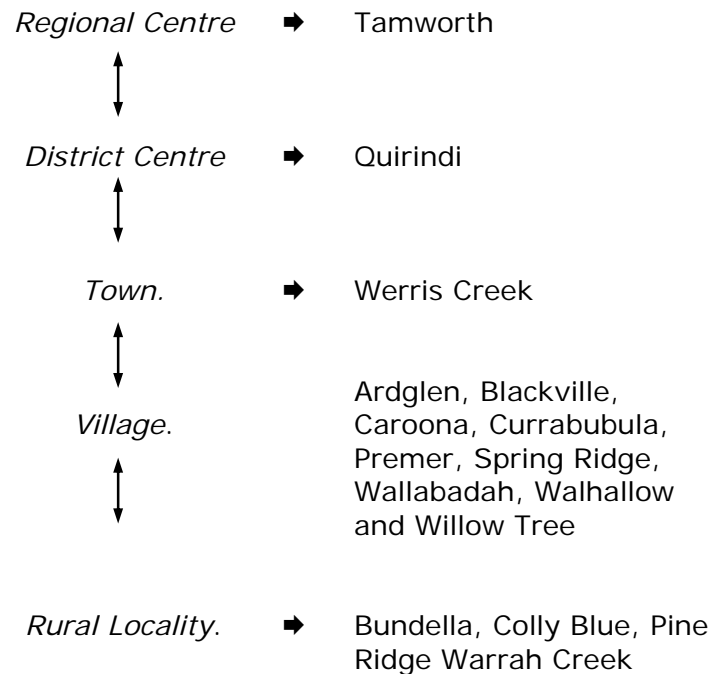 Regional Centre ➡ Tamworth
District Centre ➡ Quirindi
Town. ➡ Werris Creek
Village.
Ardglen, Blackville,
Caroona, Currabubula,
Premer, Spring Ridge,
Wallabadah, Walhallow
and Willow Tree
Rural Locality. ➡ Bundella, Colly Blue, Pine
Ridge Warrah Creek